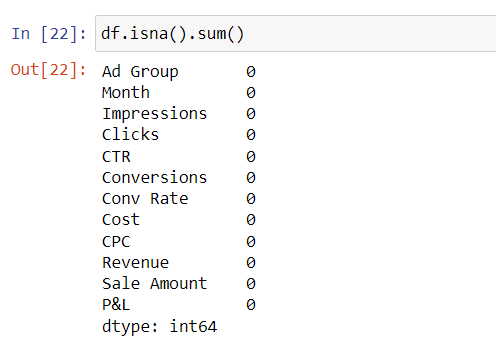 In [22]: df.isna().sum()
Out[22]: Ad Group 0
Month 0
Impressions 0
Clicks 0
CTR 0
Conversions 0
Conv Rate 0
Cost 0
CPC 0
Revenue 0
Sale Amount 0
P&L 0
dtype: int64